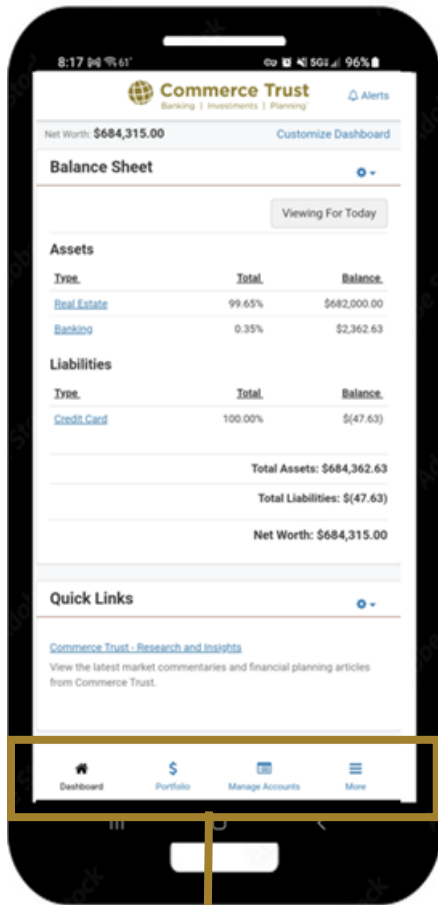 8:17 61°
5G 96%
Commerce Trust
Banking | Investments | Planning
Alerts
Net Worth: $684,315.00 Customize Dashboard
Balance Sheet
Viewing For Today
Assets
Type Total Balance
Real Estate 99.65% $682,000.00
Banking 0.35% $2,362.63
Liabilities
Type Total Balance
Credit Card 100.00% $(47.63)
Total Assets: $684,362.63
Total Liabilities: $(47.63)
Net Worth: $684,315.00
Quick Links
Commerce Trust - Research and Insights
View the latest market commentaries and financial planning articles
from Commerce Trust.
Dashboard Portfolio Manage Accounts More